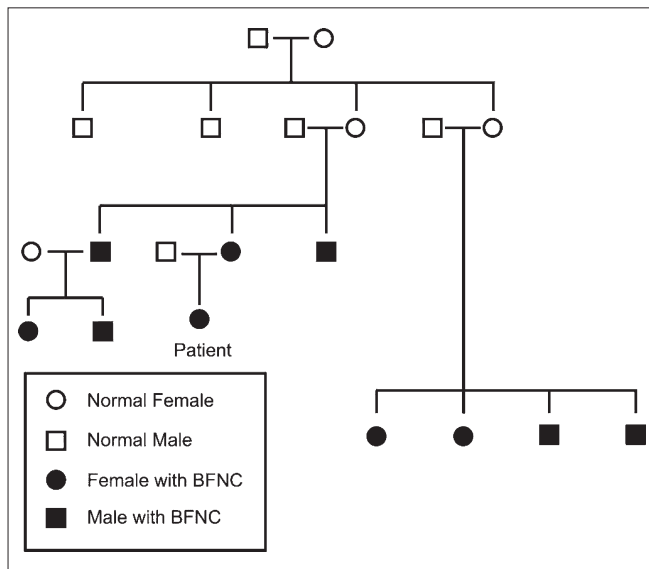 Patient
Normal Female
Normal Male
Female with BFNC
Male with BFNC